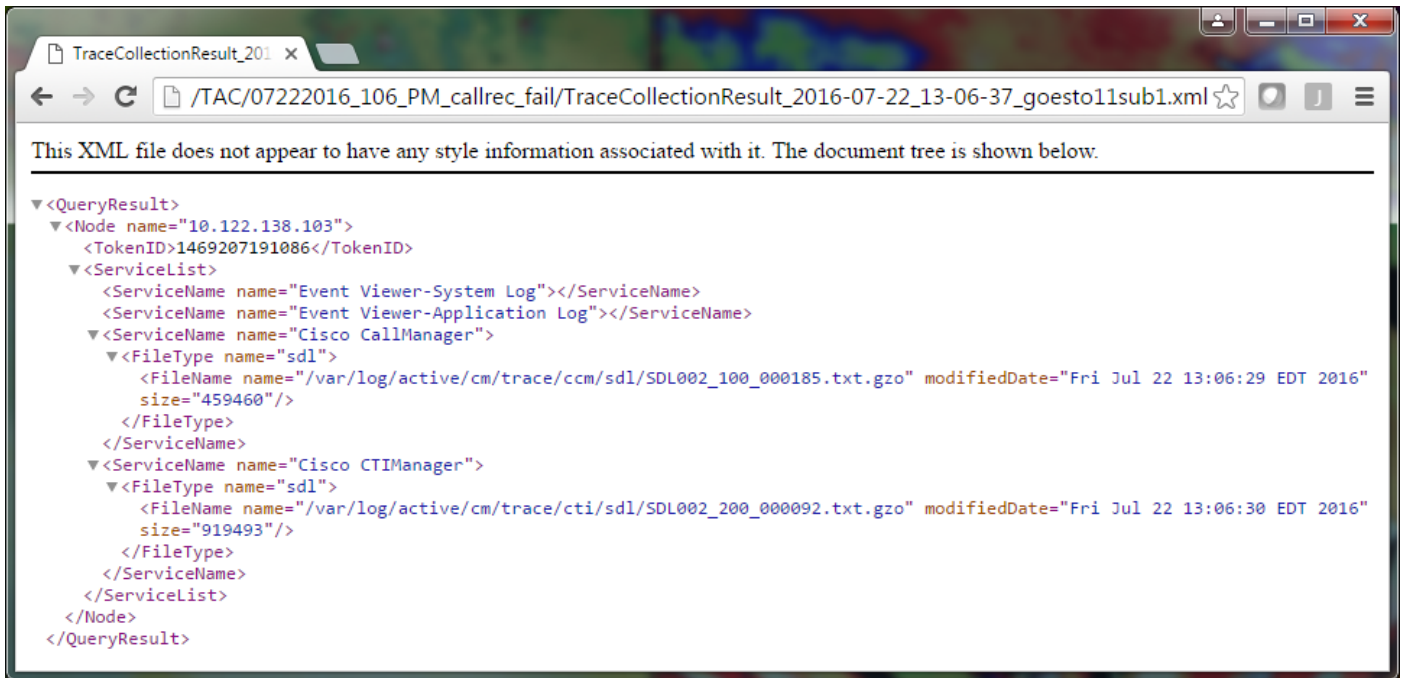 TraceCollectionResult_201
/TAC/07222016_106_PM_callrec_fail/TraceCollectionResult_2016-07-22_13-06-37_goesto11sub1.xml
J
This XML file does not appear to have any style information associated with it. The document tree is shown below.
▼<QueryResult>
▼<Node name="10.122.138.103">
<TokenID>1469207191086</TokenID>
▼<ServiceList>
<ServiceName name="Event Viewer-System Log"></ServiceName>
<ServiceName name="Event Viewer-Application Log"></ServiceName>
▼<ServiceName name="Cisco CallManager">
▼<FileType name="sdl">
<FileName name="/var/log/active/cm/trace/ccm/sdl/SDL002_100_000185.txt.gzo" modifiedDate="Fri Jul 22 13:06:29 EDT 2016"
size="459460"/>
</FileType>
</ServiceName>
▼<ServiceName name="Cisco CTIManager">
▼<FileType name="sdl">
<FileName name="/var/log/active/cm/trace/cti/sdl/SDL002_200_000092.txt.gzo" modifiedDate="Fri Jul 22 13:06:30 EDT 2016"
size="919493"/>
</FileType>
</ServiceName>
</ServiceList>
</Node>
</QueryResult>